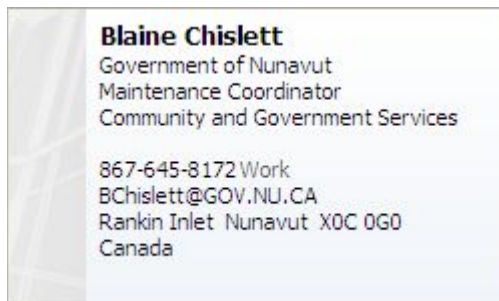 Blaine Chislett
Government of Nunavut
Maintenance Coordinator
Community and Government Services
867-645-8172 Work
BChislett@GOV.NU.CA
Rankin Inlet Nunavut X0C 0G0
Canada